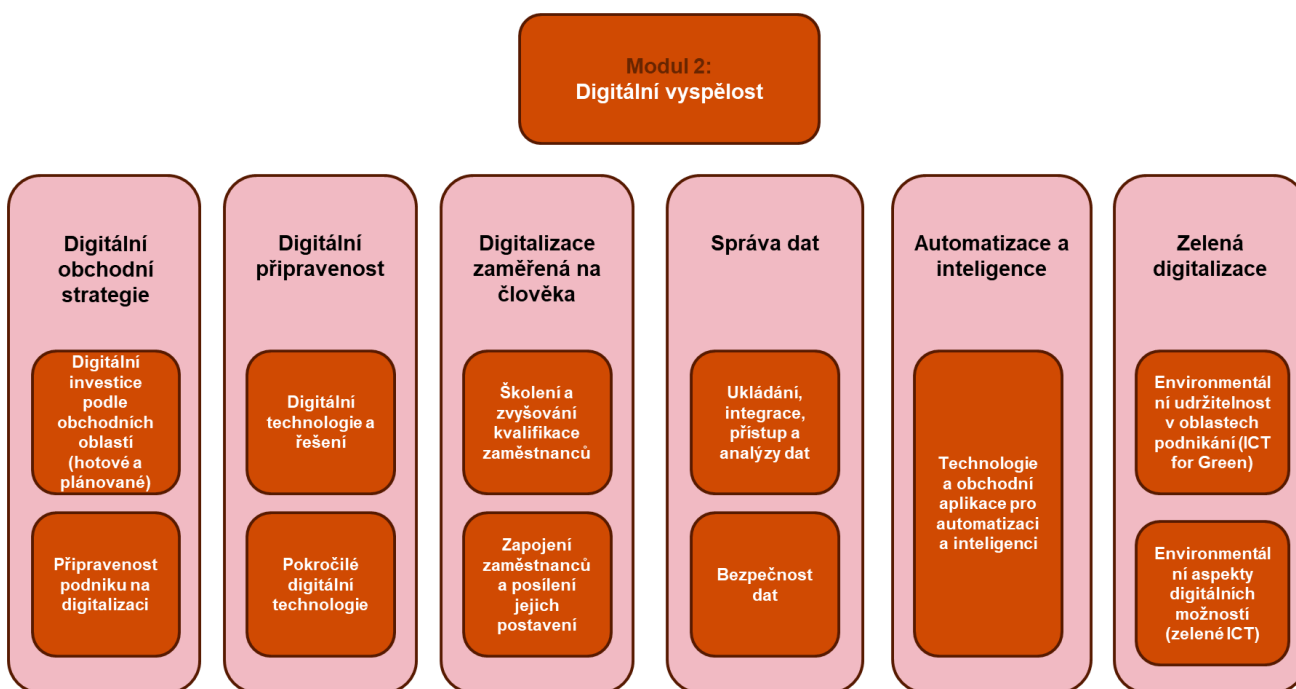 Modul 2:
Digitální vyspělost
Digitální
obchodní
strategie
Digitální
investice
podle
obchodních
oblastí
(hotové a
plánované)
Připravenost
podniku na
digitalizaci
Digitální
připravenost
Digitální
technologie a
řešení
Pokročilé
digitální
technologie
Digitalizace
zaměřená na
člověka
Školení a
zvyšování
kvalifikace
zaměstnanců
Zapojení
zaměstnanců
a posílení
jejich
postavení
Správa dat
Ukládání,
integrace,
přístup a
analýzy dat
Bezpečnost
dat
Automatizace a
inteligence
Technologie
a obchodní
aplikace pro
automatizaci
a inteligenci
Zelená
digitalizace
Environmentál
ní udržitelnost
v oblastech
podnikání (ICT
for Green)
Environmentál
ní aspekty
digitálních
možností
(zelené ICT)